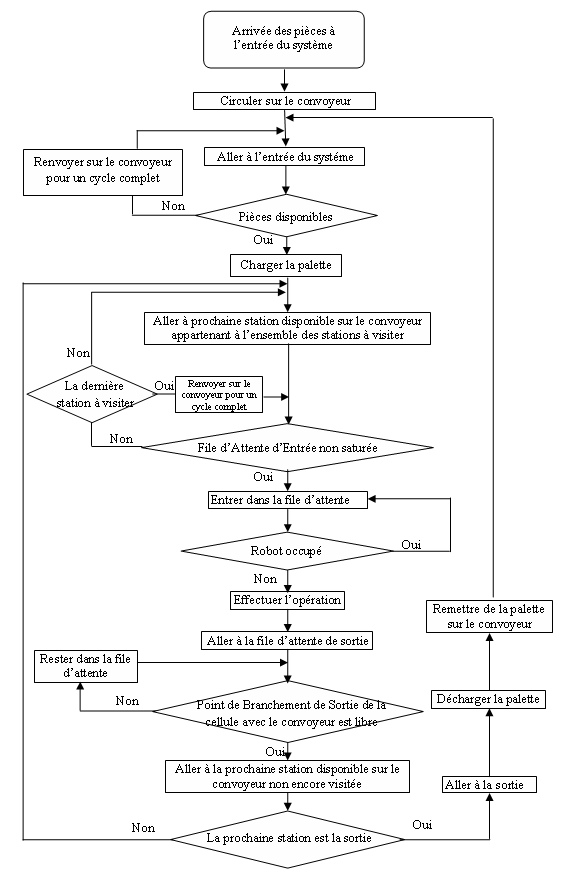 Arrivée des pièces à
l'entrée du système
Circuler sur le convoyeur
Renvoyer sur le convoyeur
pour un cycle complet
Aller à l'entrée du systéme
Non
Pièces disponibles
Oui
Charger la palette
Aller à prochaine station disponible sur le convoyeur
appartenant à l'ensemble des stations à visiter
Non
La dernière
station à visiter
Oui
Renvoyer sur le
convoyeur pour un
cycle complet
Non
File d'Attente d'Entrée non saturée
Oui
Entrer dans la file d'attente
Robot occupé
Oui
Non
Effectuer l'opération
Remettre de la palette
sur le convoyeur
Aller à la file d'attente de sortie
Rester dans la file
d'attente
Non
Point de Branchement de Sortie de la
cellule avec le convoyeur est libre
Décharger la palette
Oui
Aller à la prochaine station disponible sur le
convoyeur non encore visitée
Aller à la sortie
Non
La prochaine station est la sortie
Oui